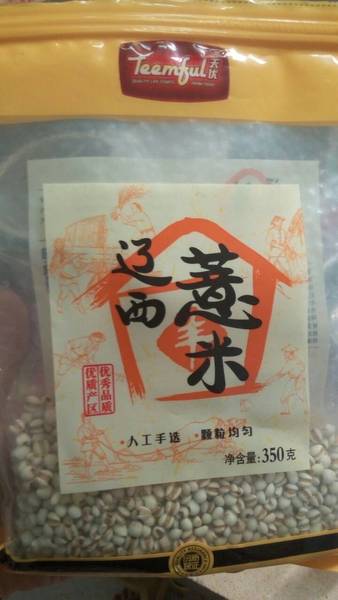 Teemful
天优
辽西
薏米
丰
优质产区
优秀品质
·人工手选 ·颗粒均匀
净含量:350克